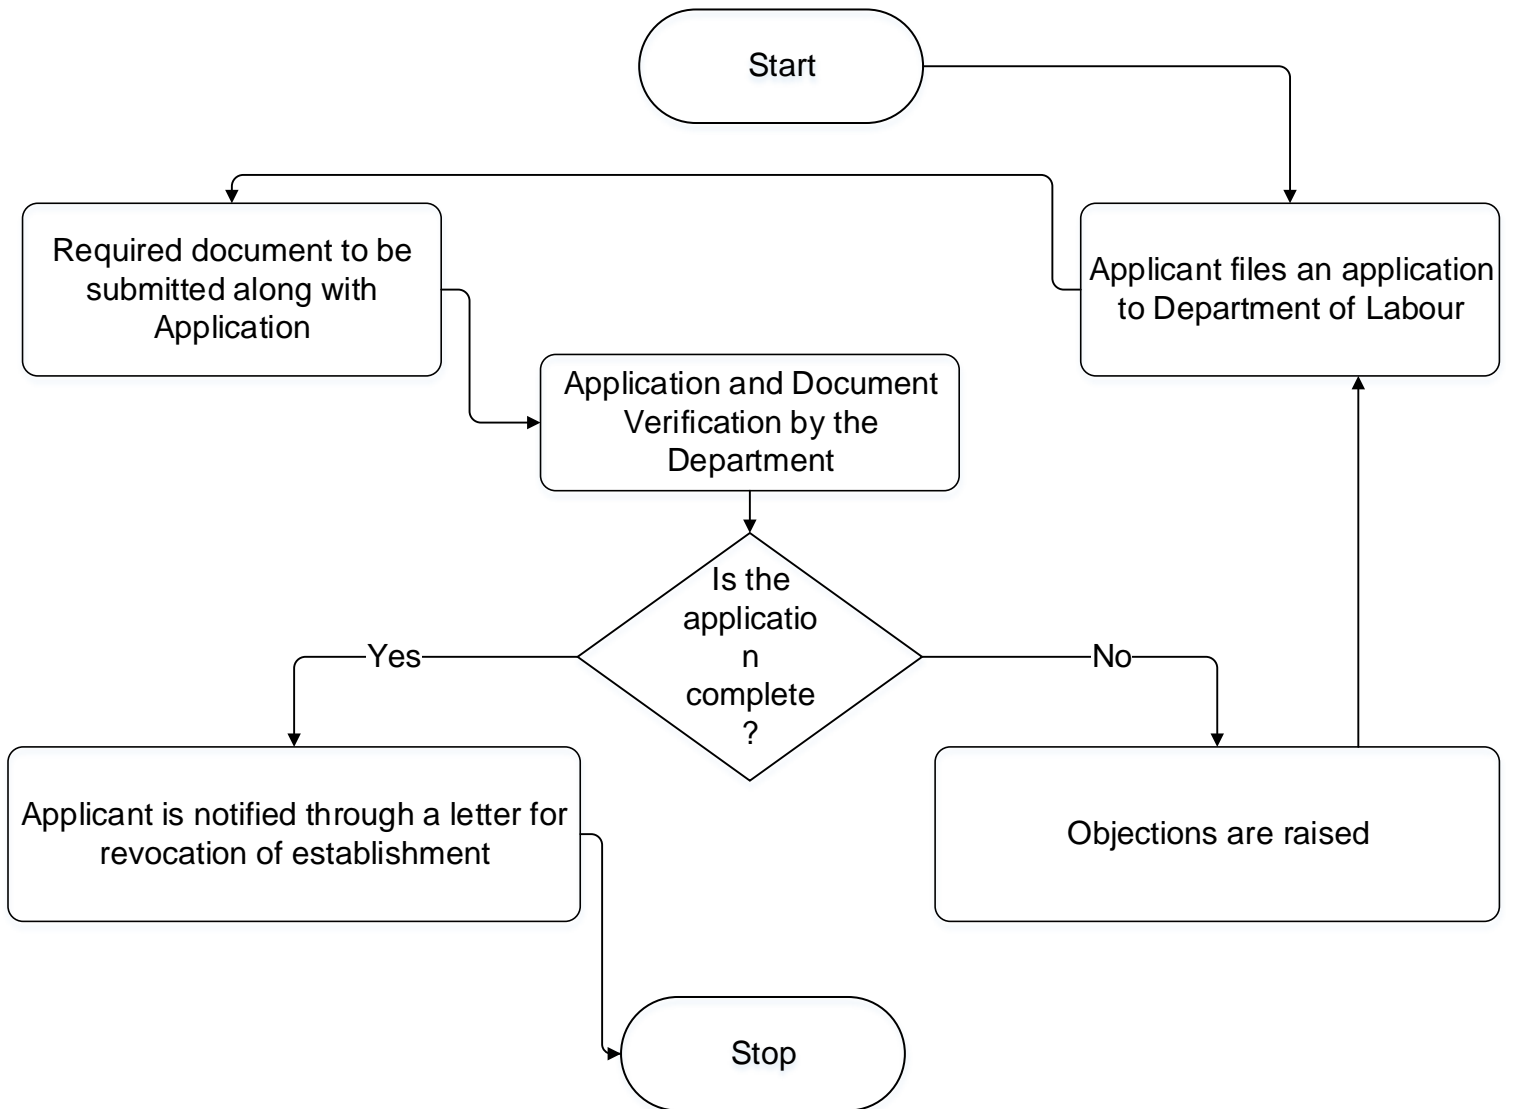 Start
Applicant files an application
to Department of Labour
Required document to be
submitted along with
Application
Application and Document
Verification by the
Department
Is the
applicatio
n
complete
?
Yes
No
Applicant is notified through a letter for
revocation of establishment
Objections are raised
Stop